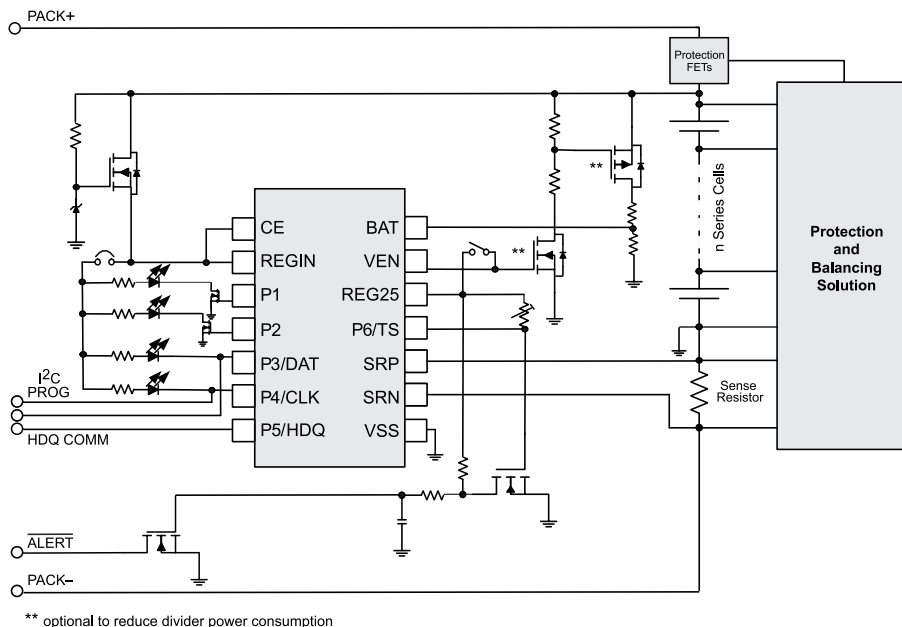 PACK+
Protection
FETs
**
n Series Cells
Protection
and
Balancing
Solution
CE
BAT
REGIN
VEN
**
P1
REG25
P2
P6/TS
P3/DAT
SRP
I²C
PROG
P4/CLK
SRN
Sense
Resistor
HDQ COMM
P5/HDQ
VSS
ALERT
PACK–
** optional to reduce divider power consumption